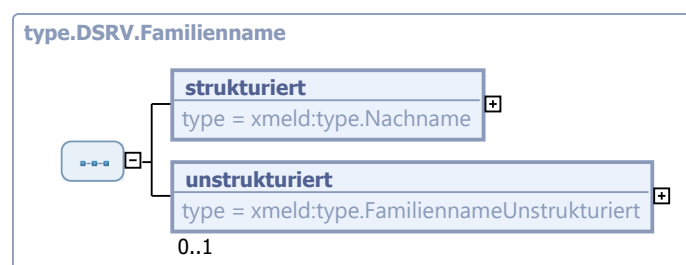 type.DSRV.Familienname
strukturiert
type = xmeld:type.Nachname
unstrukturiert
type = xmeld:type.FamiliennameUnstrukturiert
0..1